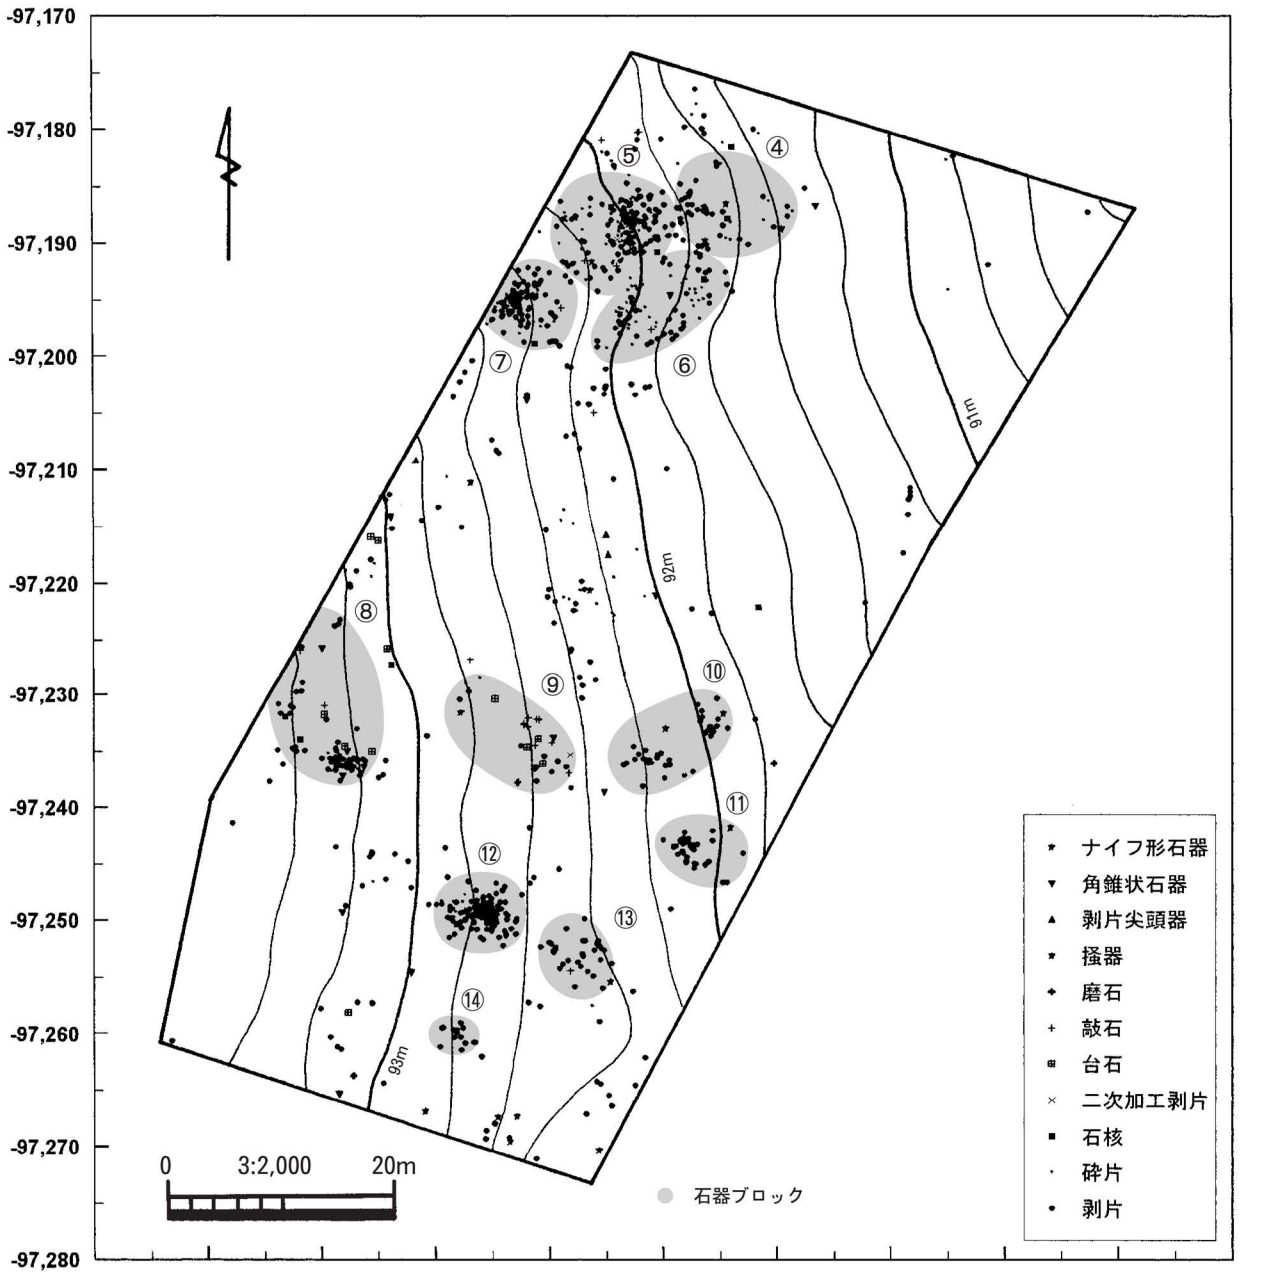 -97,170
-97,180
-97,190
-97,200
-97,210
-97,220
-97,230
-97,240
-97,250
-97,260
-97,270
-97,280
④
⑤
⑥
⑦
91m
92m
⑧
⑨
⑩
⑪
⑫
⑬
⑭
93m
0 3:2,000 20m
石器ブロック
ナイフ形石器
角錐状石器
剥片尖頭器
掻器
磨石
敲石
台石
二次加工剥片
石核
砕片
剥片